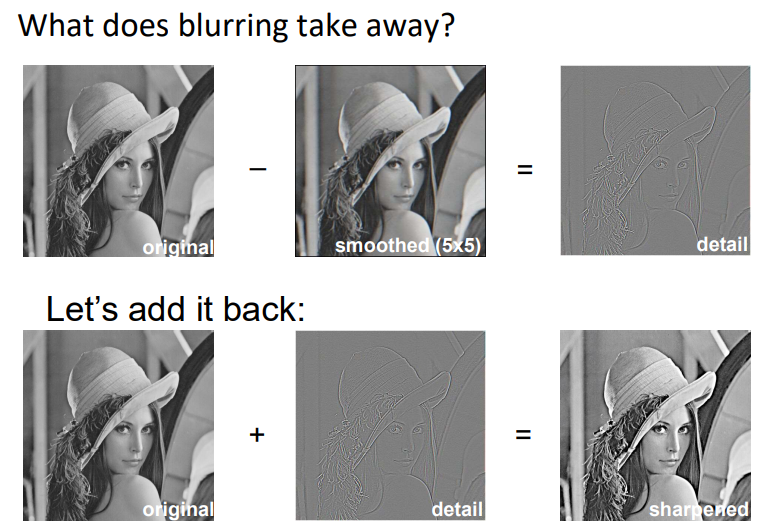 What does blurring take away?
original
–
smoothed (5x5)
=
detail
Let's add it back:
original
+
detail
=
sharpened